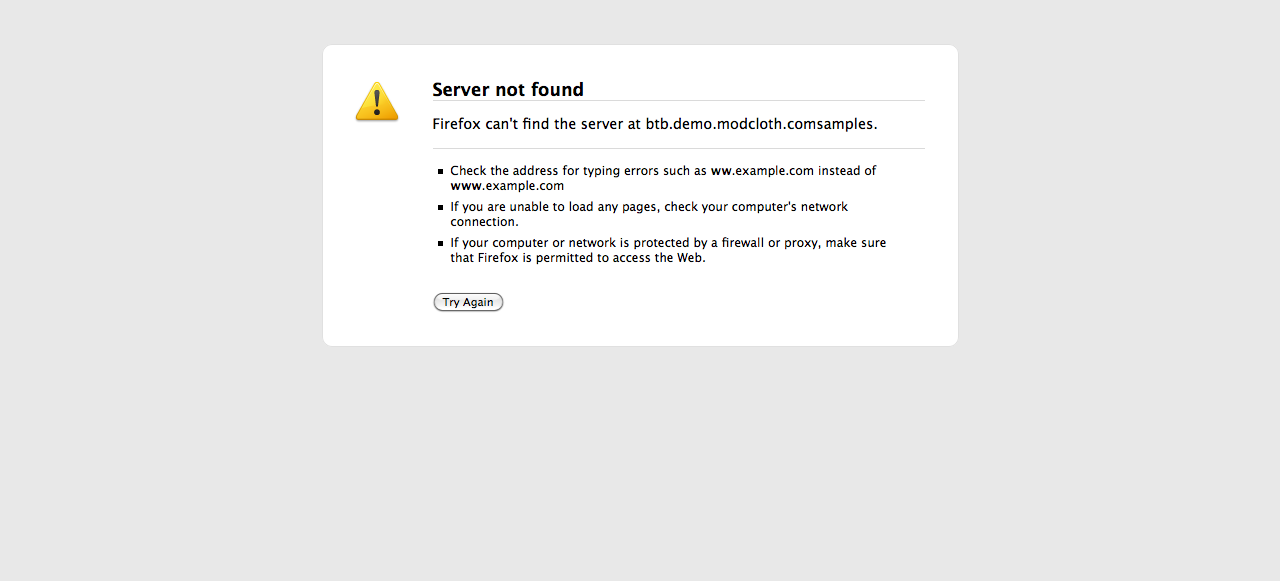 Server not found
Firefox can't find the server at btb.demo.modcloth.comsamples.
Check the address for typing errors such as ww.example.com instead of
www.example.com
If you are unable to load any pages, check your computer's network
connection.
If your computer or network is protected by a firewall or proxy, make sure
that Firefox is permitted to access the Web.
Try Again